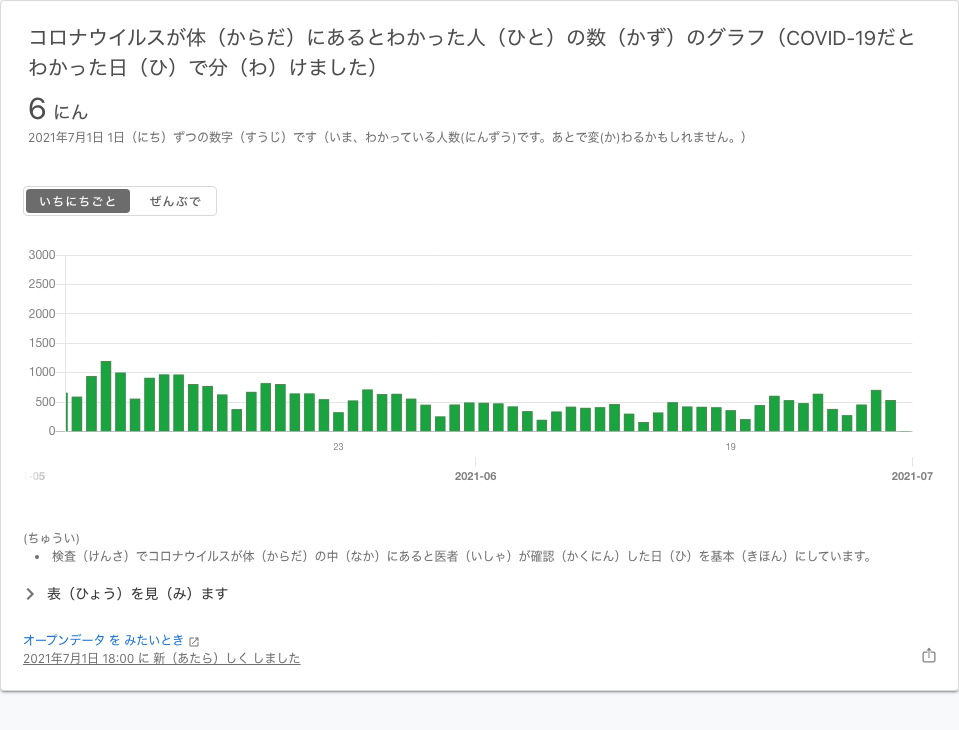 コロナウイルスが体（からだ）にあるとわかった人（ひと）の数（かず）のグラフ（COVID-19だと
わかった日（ひ）で分（わ）けました）
6 にん
2021年7月1日 1日（にち）ずつの数字（すうじ）です（いま、わかっている人数(にんずう)です。あとで変(か)わるかもしれません。）
いちにちごと ぜんぶで
3000
2500
2000
1500
1000
500
0
23 19
-05 2021-06 2021-07
(ちゅうい)
• 検査（けんさ）でコロナウイルスが体（からだ）の中（なか）にあると医者（いしゃ）が確認（かくにん）した日（ひ）を基本（きほん）にしています。
表（ひょう）を見（み）ます
オープンデータ を みたいとき
2021年7月1日 18:00 に 新（あたら）しく しました